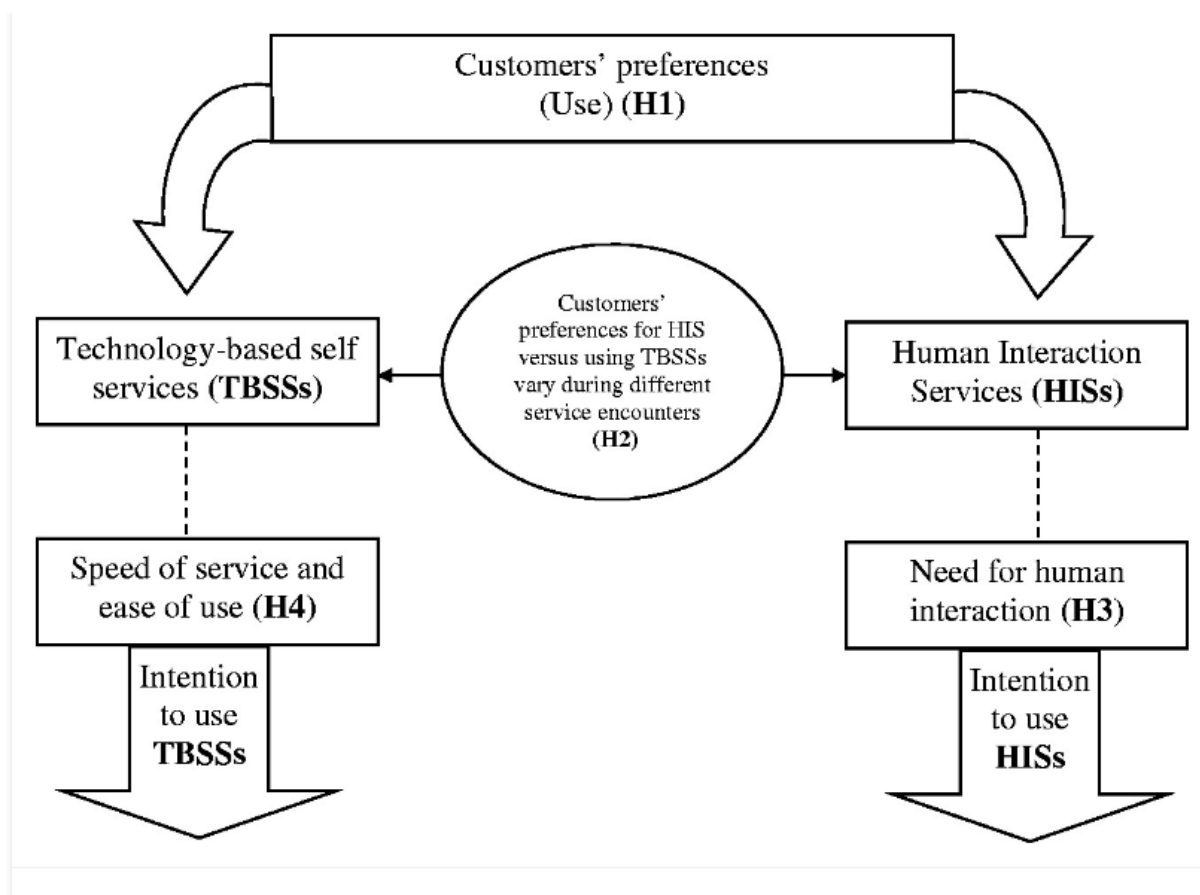 Customers' preferences
(Use) (H1)
Customers'
preferences for HIS
versus using TBSSs
vary during different
service encounters
(H2)
Technology-based self
services (TBSSs)
Human Interaction
Services (HISs)
Speed of service and
ease of use (H4)
Need for human
interaction (H3)
Intention
to use
TBSSs
Intention
to use
HISs